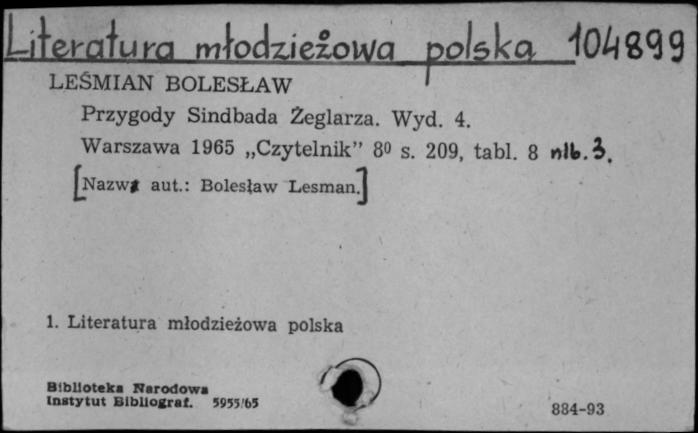 Literatura młodzieżowa polska 104899
LEŚMIAN BOLESŁAW
Przygody Sindbada Żeglarza. Wyd. 4.
Warszawa 1965 „Czytelnik” 8⁰ s. 209, tabl. 8 nlb. 3.
[Nazw. aut.: Bolesław Lesman.]
1. Literatura młodzieżowa polska
Biblioteka Narodowa
Instytut Bibliograf. 5955/65
884-93